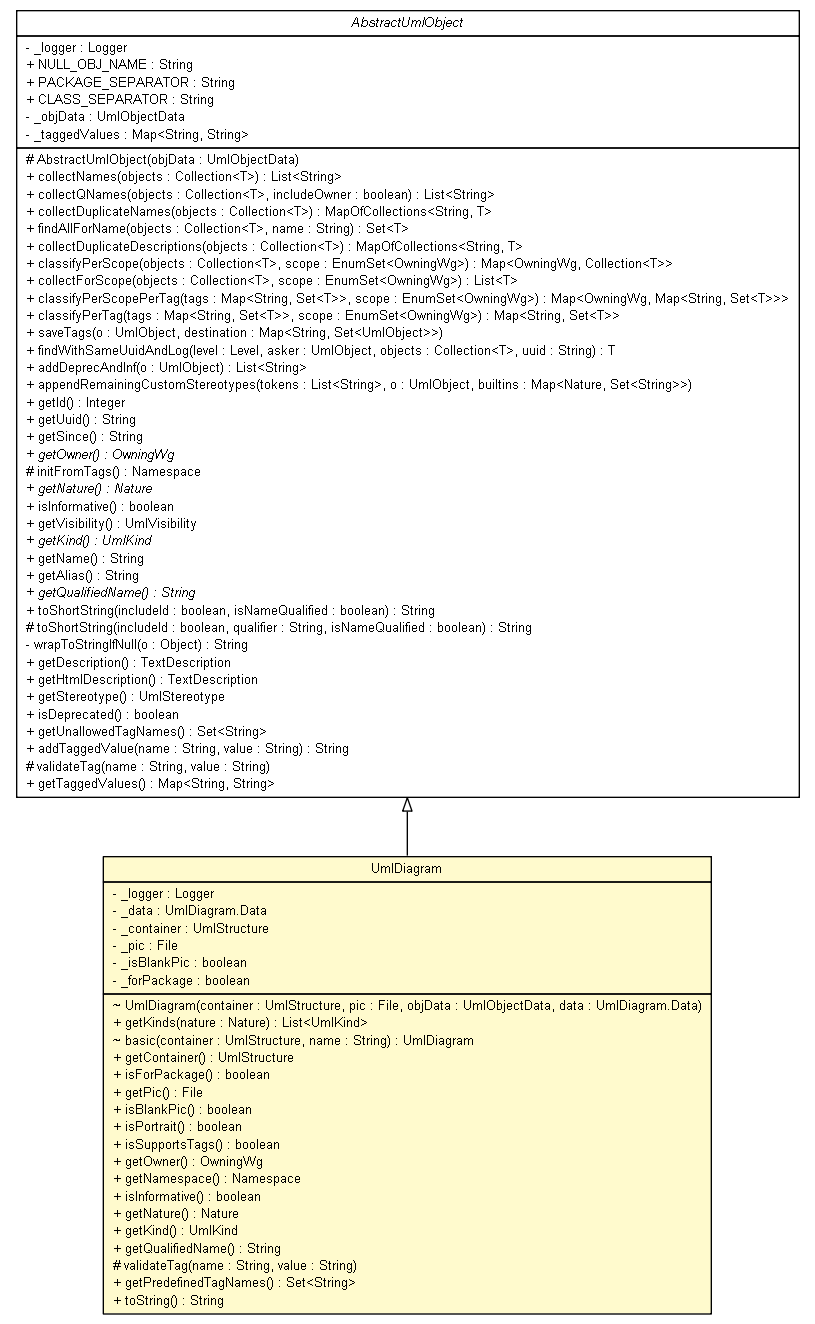 AbstractUmlObject
- _logger : Logger
+ NULL_OBJ_NAME : String
+ PACKAGE_SEPARATOR : String
+ CLASS_SEPARATOR : String
- _objData : UmlObjectData
- _taggedValues : Map<String, String>
# AbstractUmlObject(objData : UmlObjectData)
+ collectNames(objects : Collection<T>) : List<String>
+ collectQNames(objects : Collection<T>, includeOwner : boolean) : List<String>
+ collectDuplicateNames(objects : Collection<T>) : MapOfCollections<String, T>
+ findAllForName(objects : Collection<T>, name : String) : Set<T>
+ collectDuplicateDescriptions(objects : Collection<T>) : MapOfCollections<String, T>
+ classifyPerScope(objects : Collection<T>, scope : EnumSet<OwningWg>) : Map<OwningWg, Collection<T>>
+ collectForScope(objects : Collection<T>, scope : EnumSet<OwningWg>) : List<T>
+ classifyPerScopePerTag(tags : Map<String, Set<T>>, scope : EnumSet<OwningWg>) : Map<OwningWg, Map<String, Set<T>>>
+ classifyPerTag(tags : Map<String, Set<T>>, scope : EnumSet<OwningWg>) : Map<String, Set<T>>
+ saveTags(o : UmlObject, destination : Map<String, Set<UmlObject>>)
+ findWithSameUuidAndLog(level : Level, asker : UmlObject, objects : Collection<T>, uuid : String) : T
+ addDeprecAndInf(o : UmlObject) : List<String>
+ appendRemainingCustomStereotypes(tokens : List<String>, o : UmlObject, builtins : Map<Nature, Set<String>>)
+ getId() : Integer
+ getUuid() : String
+ getSince() : String
+ getOwner() : OwningWg
# initFromTags() : Namespace
+ getNature() : Nature
+ isInformative() : boolean
+ getVisibility() : UmlVisibility
+ getKind() : UmlKind
+ getName() : String
+ getAlias() : String
+ getQualifiedName() : String
+ toShortString(includeId : boolean, isNameQualified : boolean) : String
# toShortString(includeId : boolean, qualifier : String, isNameQualified : boolean) : String
- wrapToStringIfNull(o : Object) : String
+ getDescription() : TextDescription
+ getHtmlDescription() : TextDescription
+ getStereotype() : UmlStereotype
+ isDeprecated() : boolean
+ getUnallowedTagNames() : Set<String>
+ addTaggedValue(name : String, value : String) : String
# validateTag(name : String, value : String)
+ getTaggedValues() : Map<String, String>
UmlDiagram
- _logger : Logger
- _data : UmlDiagram.Data
- _container : UmlStructure
- _pic : File
- _isBlankPic : boolean
- _forPackage : boolean
~ UmlDiagram(container : UmlStructure, pic : File, objData : UmlObjectData, data : UmlDiagram.Data)
+ getKinds(nature : Nature) : List<UmlKind>
~ basic(container : UmlStructure, name : String) : UmlDiagram
+ getContainer() : UmlStructure
+ isForPackage() : boolean
+ getPic() : File
+ isBlankPic() : boolean
+ isPortrait() : boolean
+ isSupportsTags() : boolean
+ getOwner() : OwningWg
+ getNamespace() : Namespace
+ isInformative() : boolean
+ getNature() : Nature
+ getKind() : UmlKind
+ getQualifiedName() : String
# validateTag(name : String, value : String)
+ getPredefinedTagNames() : Set<String>
+ toString() : String